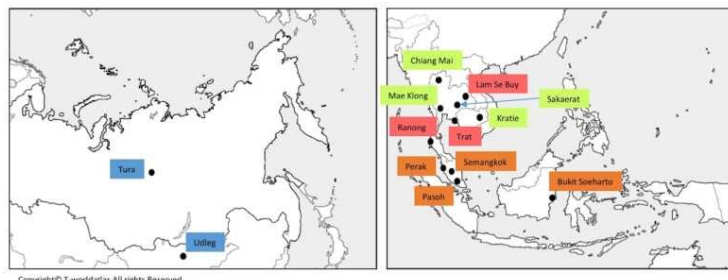 Tura
Udleg
Copyright© T-worldatlas All rights Reserved
Chiang Mai
Lam Se Buy
Mae Klong
Sakaerat
Kratie
Ranong
Trat
Perak
Semangkok
Bukit Soeharto
Pasoh